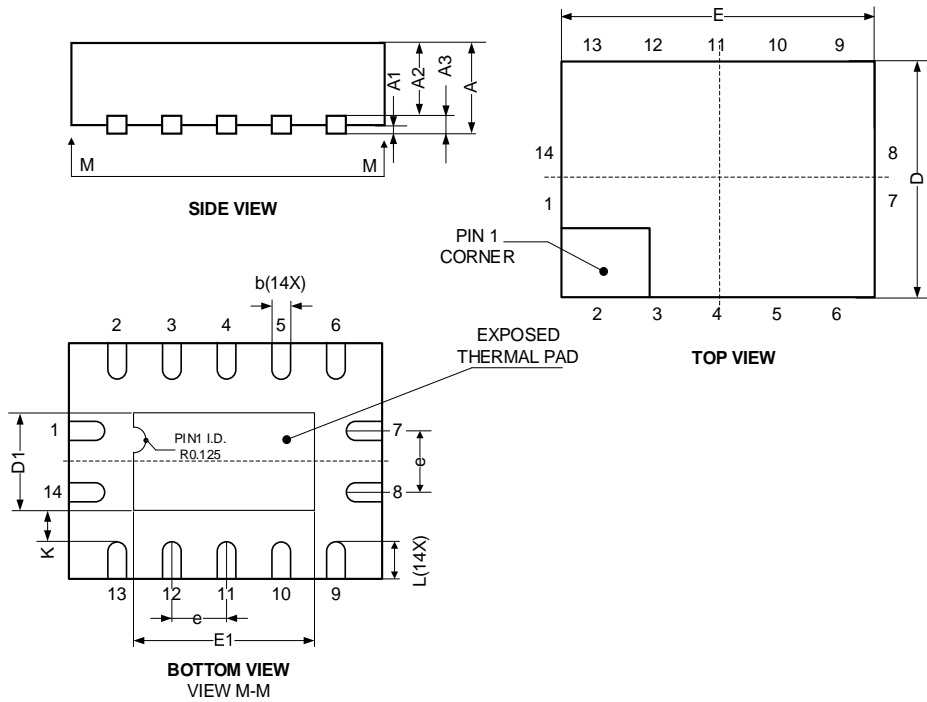 E
13 12 11 10 9
A1
A2
A3
A
M M
SIDE VIEW
14
8
1
7
D
PIN 1
CORNER
2 3 4 5 6
TOP VIEW
b(14X)
2 3 4 5 6
EXPOSED
THERMAL PAD
1
7
PIN1 I.D.
R0.125
D1
e
14
8
K
L(14X)
13 12 11 10 9
e
E1
BOTTOM VIEW
VIEW M-M